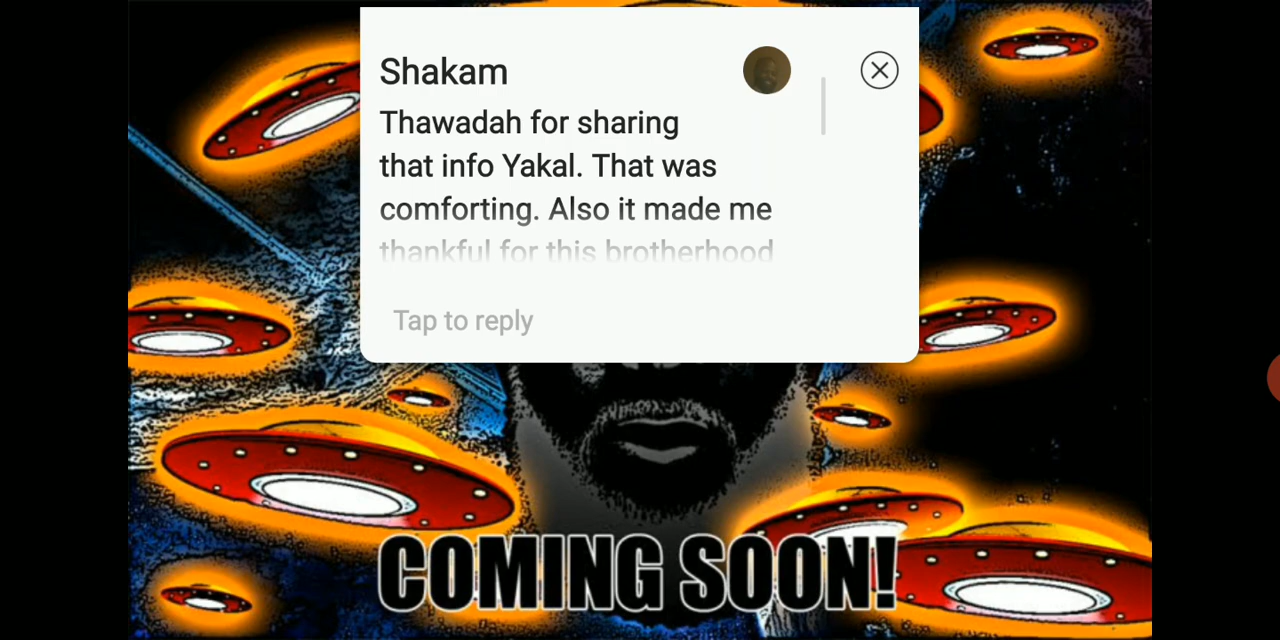 Shakam
Thawadah for sharing
that info Yakal. That was
comforting. Also it made me
thankful for this brotherhood
Tap to reply
COMING SOON!